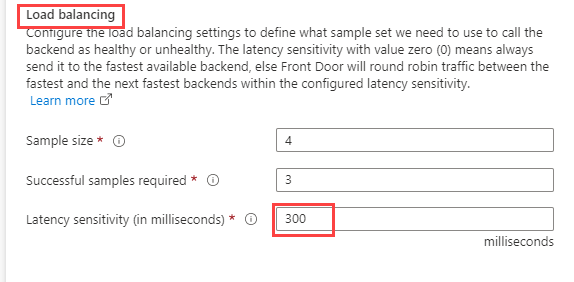 Load balancing
Configure the load balancing settings to define what sample set we need to use to call the
backend as healthy or unhealthy. The latency sensitivity with value zero (0) means always
send it to the fastest available backend, else Front Door will round robin traffic between the
fastest and the next fastest backends within the configured latency sensitivity.
Learn more
Sample size * 4
Successful samples required * 3
Latency sensitivity (in milliseconds) * 300
milliseconds